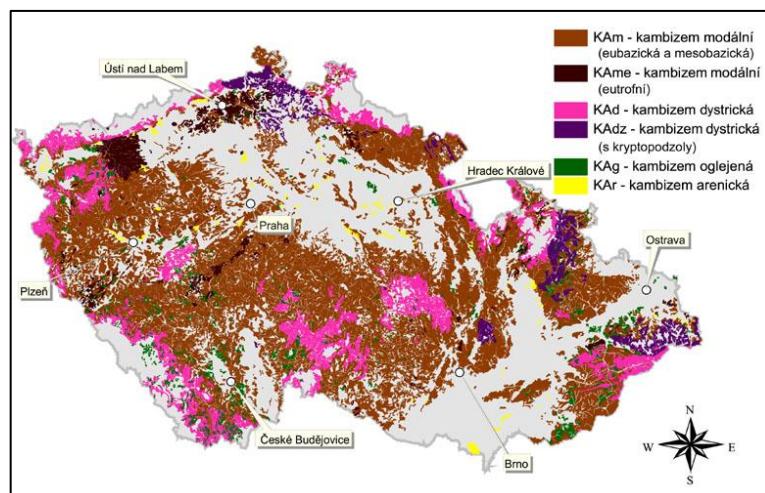 KAm - kambizem modální
(eubazická a mesobazická)
KAme - kambizem modální
(eutrofní)
KAd - kambizem dystrická
KAdz - kambizem dystrická
(s kryptopodzoly)
KAg - kambizem oglejená
KAr - kambizem arenická
Ústí nad Labem
Hradec Králové
Praha
Ostrava
Plzeň
České Budějovice
Brno
N
W
E
S